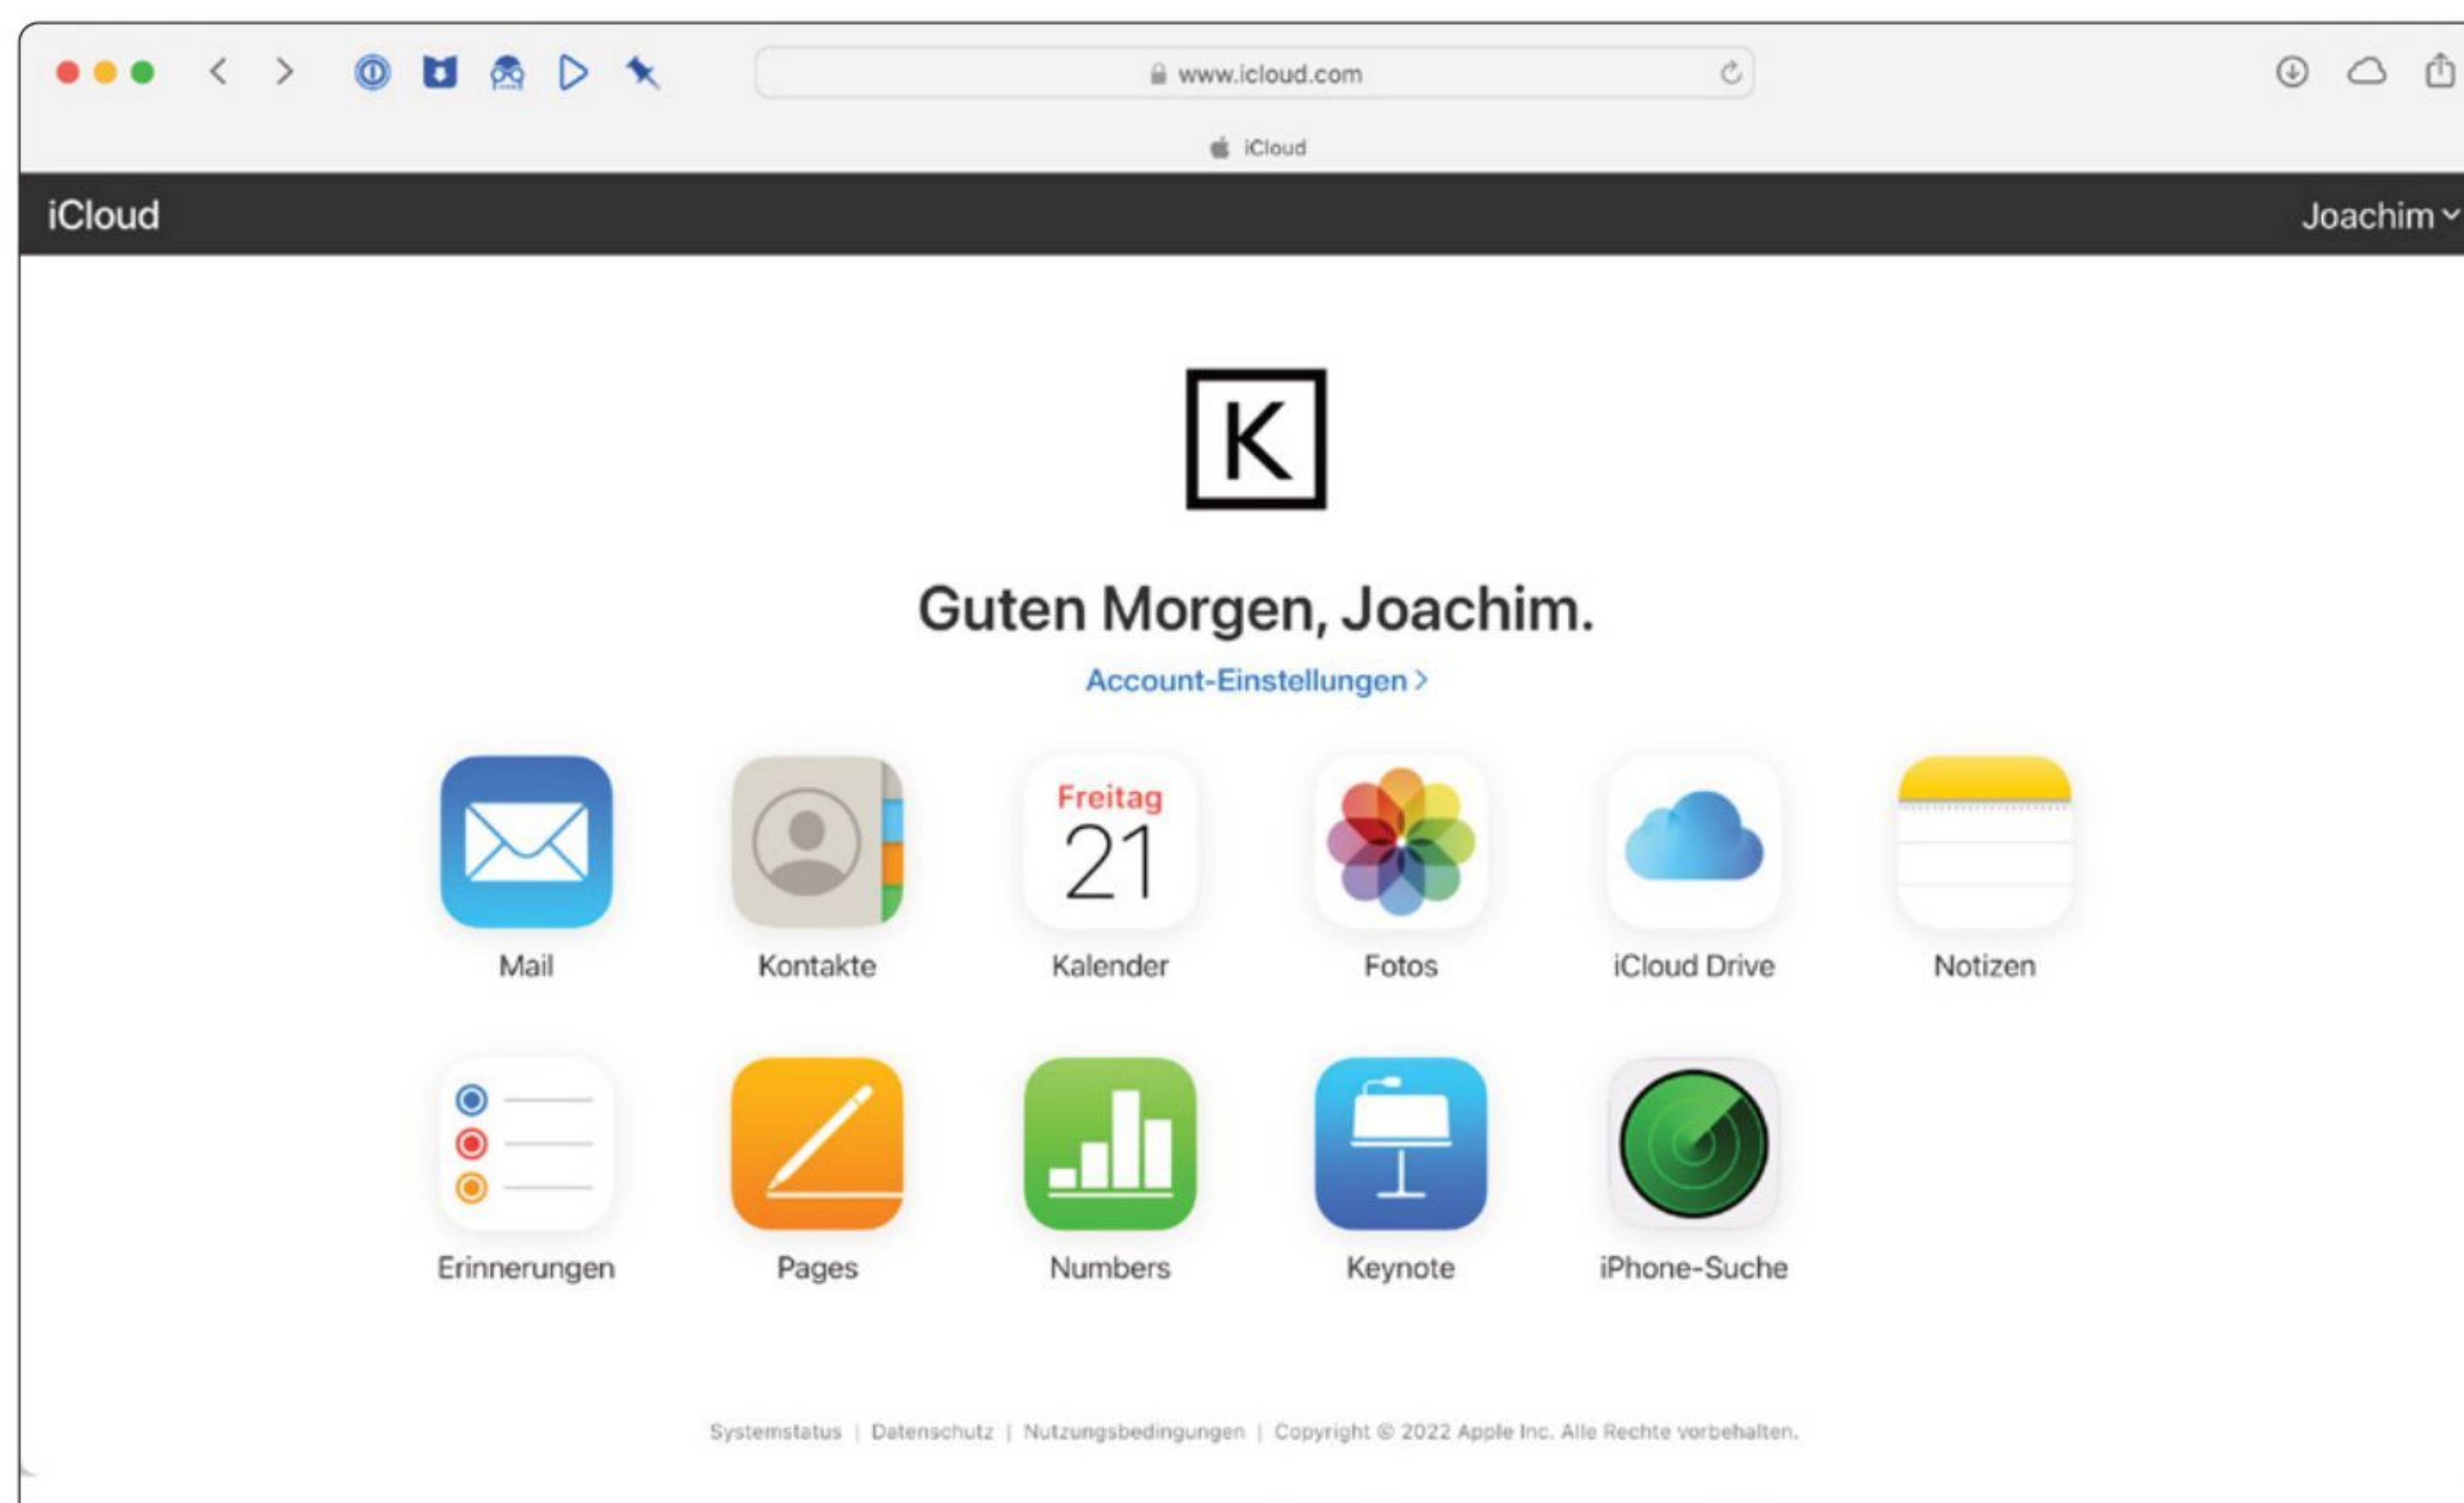 www.icloud.com
iCloud
iCloud
Joachim
K
Guten Morgen, Joachim.
Account-Einstellungen >
Freitag
21
Mail
Kontakte
Kalender
Fotos
iCloud Drive
Notizen
Erinnerungen
Pages
Numbers
Keynote
iPhone-Suche
Systemstatus | Datenschutz | Nutzungsbedingungen | Copyright © 2022 Apple Inc. Alle Rechte vorbehalten.